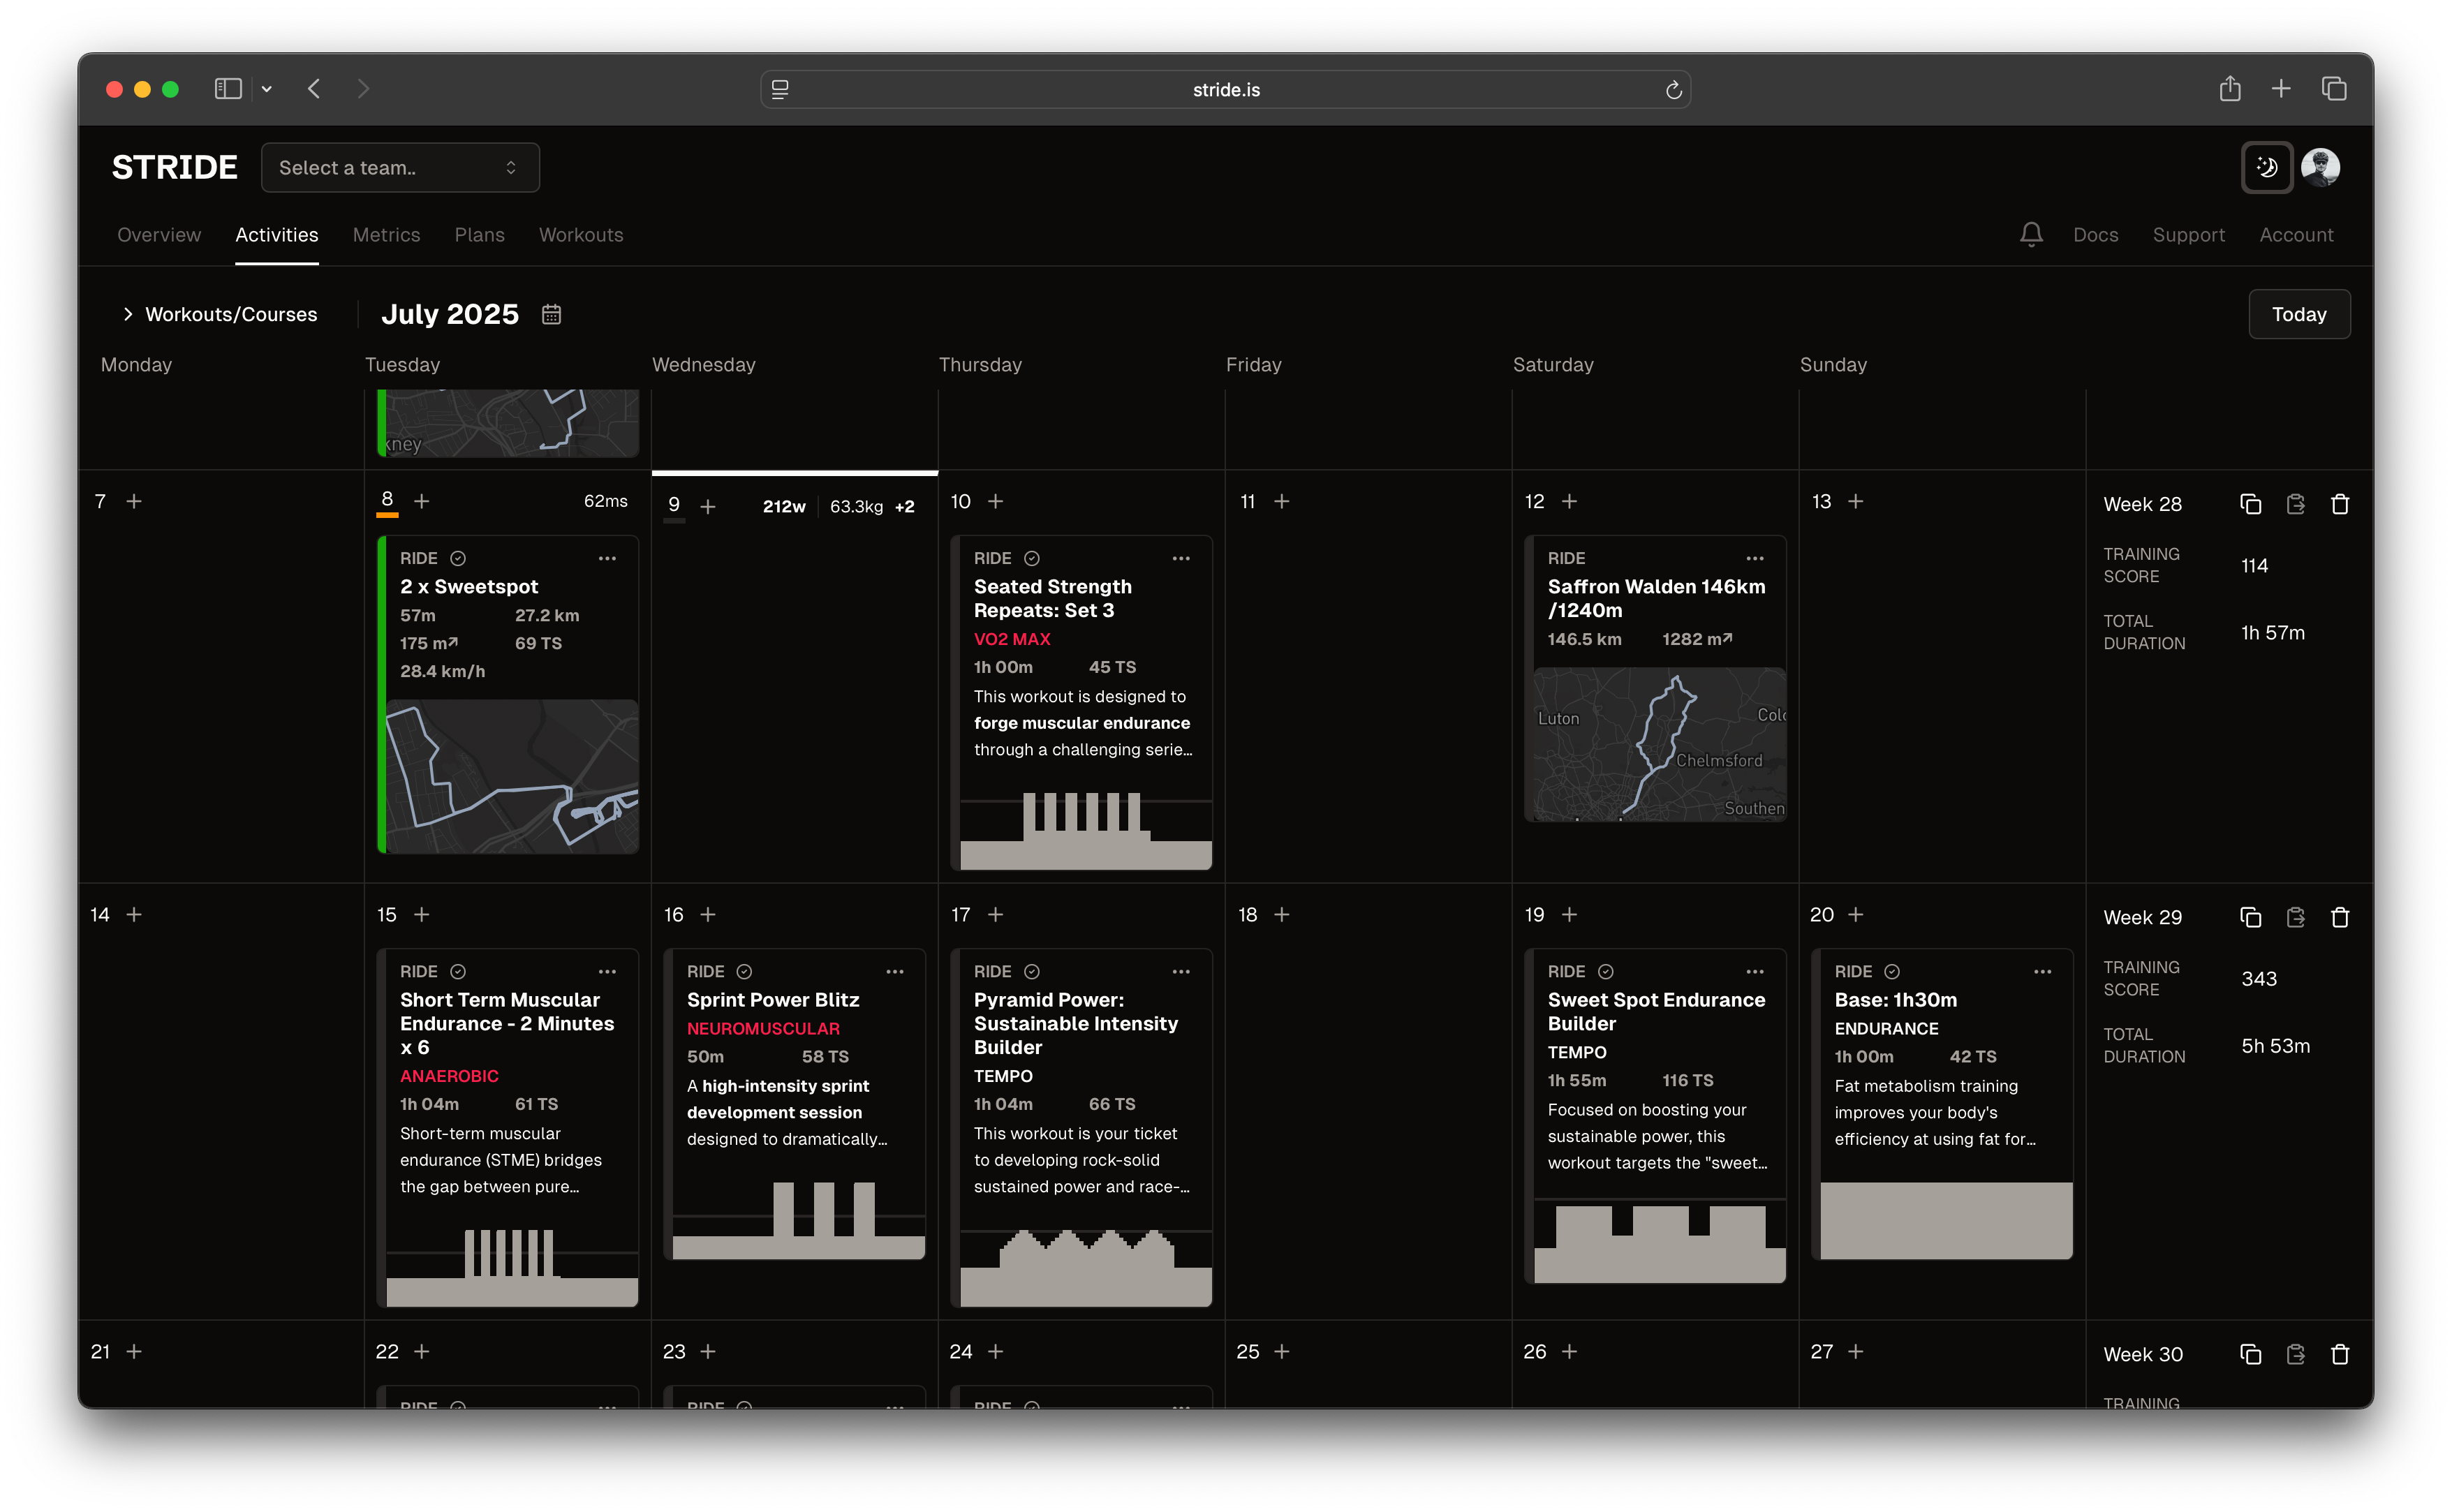 stride.is
STRIDE
Select a team..
Overview
Activities
Metrics
Plans
Workouts
Docs
Support
Account
Workouts/Courses
July 2025
Today
Monday
Tuesday
Wednesday
Thursday
Friday
Saturday
Sunday
kney
7
8
62ms
9
212w
63.3kg +2
10
11
12
13
Week 28
RIDE
2 x Sweetspot
57m
27.2 km
175 m↗
69 TS
28.4 km/h
RIDE
Seated Strength
Repeats: Set 3
VO2 MAX
1h 00m
45 TS
This workout is designed to
forge muscular endurance
through a challenging serie...
RIDE
Saffron Walden 146km
/1240m
146.5 km
1282 m↗
Luton
Colc
Chelmsford
Southen
TRAINING
SCORE
114
TOTAL
DURATION
1h 57m
14
15
16
17
18
19
20
Week 29
RIDE
Short Term Muscular
Endurance - 2 Minutes
x 6
ANAEROBIC
1h 04m
61 TS
Short-term muscular
endurance (STME) bridges
the gap between pure...
RIDE
Sprint Power Blitz
NEUROMUSCULAR
50m
58 TS
A high-intensity sprint
development session
designed to dramatically...
RIDE
Pyramid Power:
Sustainable Intensity
Builder
TEMPO
1h 04m
66 TS
This workout is your ticket
to developing rock-solid
sustained power and race-...
RIDE
Sweet Spot Endurance
Builder
TEMPO
1h 55m
116 TS
Focused on boosting your
sustainable power, this
workout targets the "sweet...
RIDE
Base: 1h30m
ENDURANCE
1h 00m
42 TS
Fat metabolism training
improves your body's
efficiency at using fat for...
TRAINING
SCORE
343
TOTAL
DURATION
5h 53m
21
22
23
24
25
26
27
Week 30
RIDE
RIDE
RIDE
TRAINING